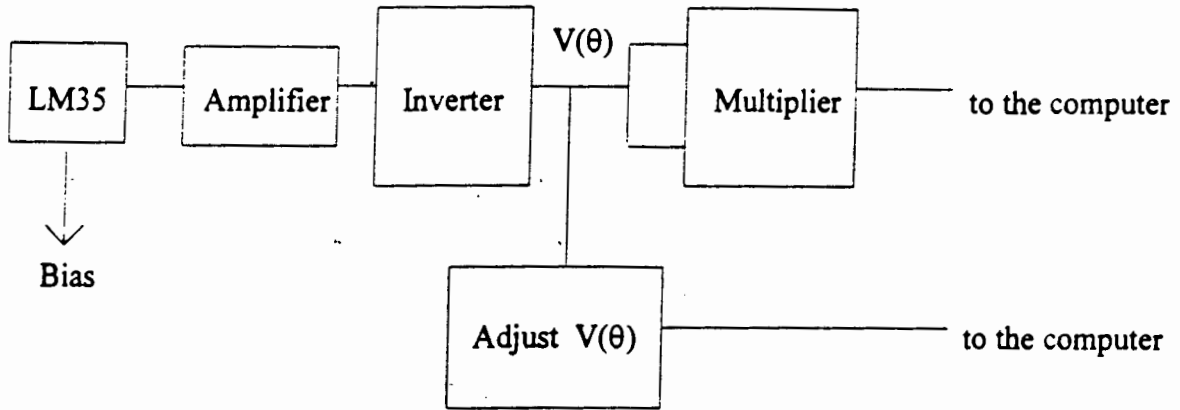 V(θ)
LM35
Amplifier
Inverter
Multiplier
to the computer
Bias
Adjust V(θ)
to the computer